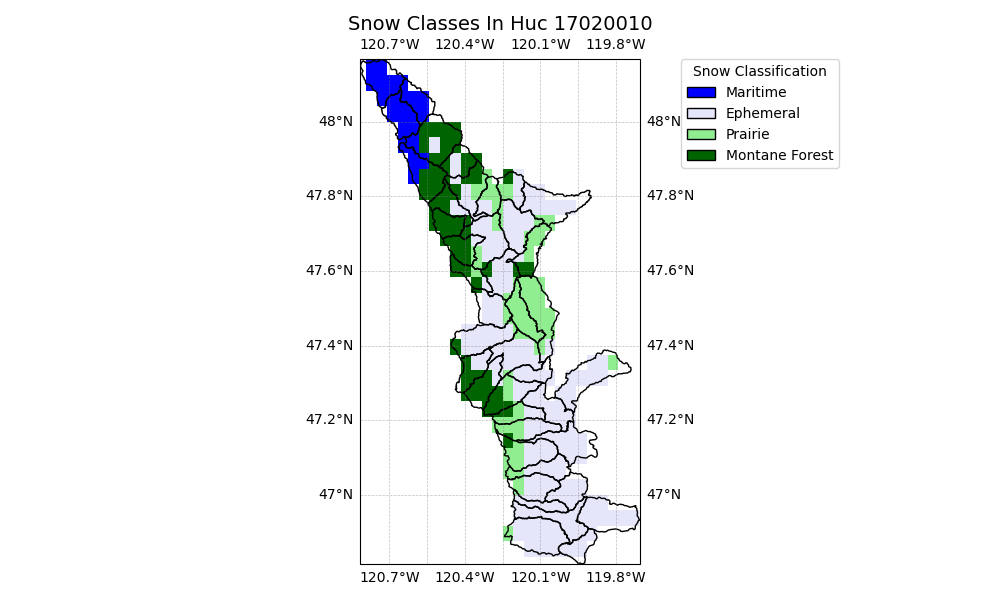 Snow Classes In Huc 17020010
120.7°W 120.4°W 120.1°W 119.8°W
Snow Classification
Maritime
Ephemeral
Prairie
Montane Forest
48°N 48°N
47.8°N 47.8°N
47.6°N 47.6°N
47.4°N 47.4°N
47.2°N 47.2°N
47°N 47°N
120.7°W 120.4°W 120.1°W 119.8°W